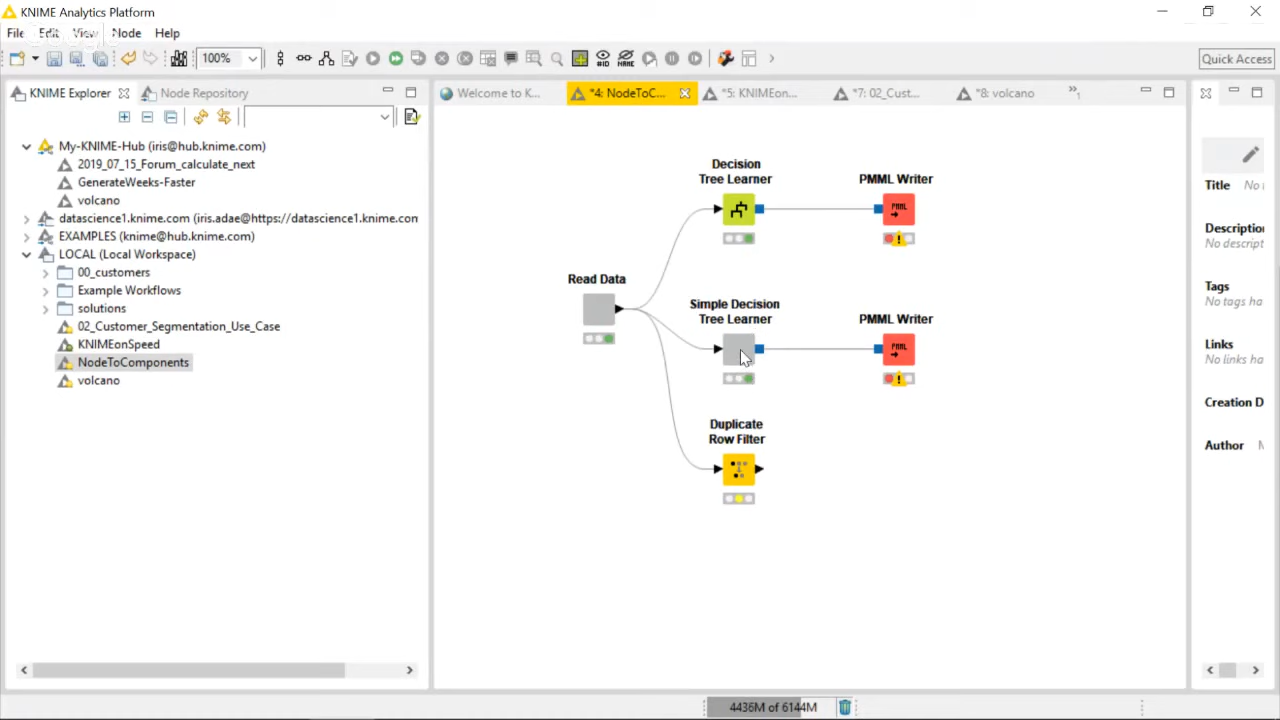 KNIME Analytics Platform
File Edit View Node Help
100%
Quick Access
KNIME Explorer
Node Repository
Welcome to K...
*4: NodeToC...
*5: KNIMEon...
*7: 02_Cust...
*8: volcano
»1
My-KNIME-Hub (iris@hub.knime.com)
2019_07_15_Forum_calculate_next
GenerateWeeks-Faster
volcano
datascience1.knime.com (iris.adae@https://datascience1.knime.com
EXAMPLES (knime@hub.knime.com)
LOCAL (Local Workspace)
00_customers
Example Workflows
solutions
02_Customer_Segmentation_Use_Case
KNIMEonSpeed
NodeToComponents
volcano
Decision
Tree Learner
PMML Writer
PMML
Read Data
Simple Decision
Tree Learner
PMML Writer
PMML
Duplicate
Row Filter
Title No
Description
No descript
Tags
No tags ha
Links
No links ha
Creation D
Author
4436M of 6144M